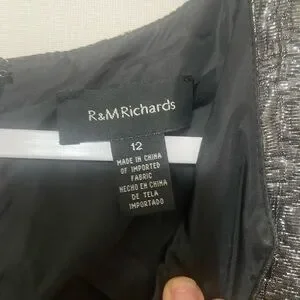 R&M Richards
12
MADE IN CHINA
OF IMPORTED
FABRIC
HECHO EN CHINA
DE TELA
IMPORTADO